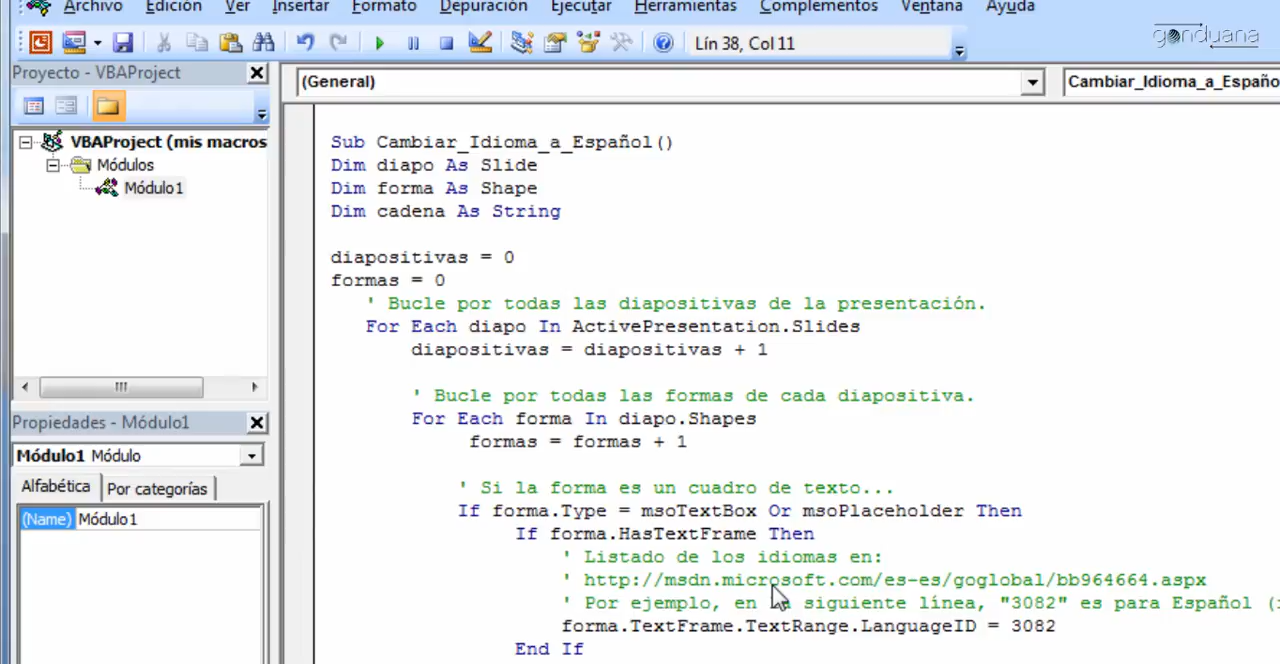 Archivo Edición Ver Insertar Formato Depuración Ejecutar Herramientas Complementos Ventana Ayuda
Lín 38, Col 11
gonduana
Proyecto - VBAProject
(General)
Cambiar_Idioma_a_Españo
VBAProject (mis macros
Módulos
Módulo1
Propiedades - Módulo1
Módulo1 Módulo
Alfabética Por categorías
(Name) Módulo1
Sub Cambiar_Idioma_a_Español()
Dim diapo As Slide
Dim forma As Shape
Dim cadena As String
diapositivas = 0
formas = 0
' Bucle por todas las diapositivas de la presentación.
For Each diapo In ActivePresentation.Slides
diapositivas = diapositivas + 1
' Bucle por todas las formas de cada diapositiva.
For Each forma In diapo.Shapes
formas = formas + 1
' Si la forma es un cuadro de texto...
If forma.Type = msoTextBox Or msoPlaceholder Then
If forma.HasTextFrame Then
' Listado de los idiomas en:
' http://msdn.microsoft.com/es-es/goglobal/bb964664.aspx
' Por ejemplo, en la siguiente línea, "3082" es para Español (
forma.TextFrame.TextRange.LanguageID = 3082
End If